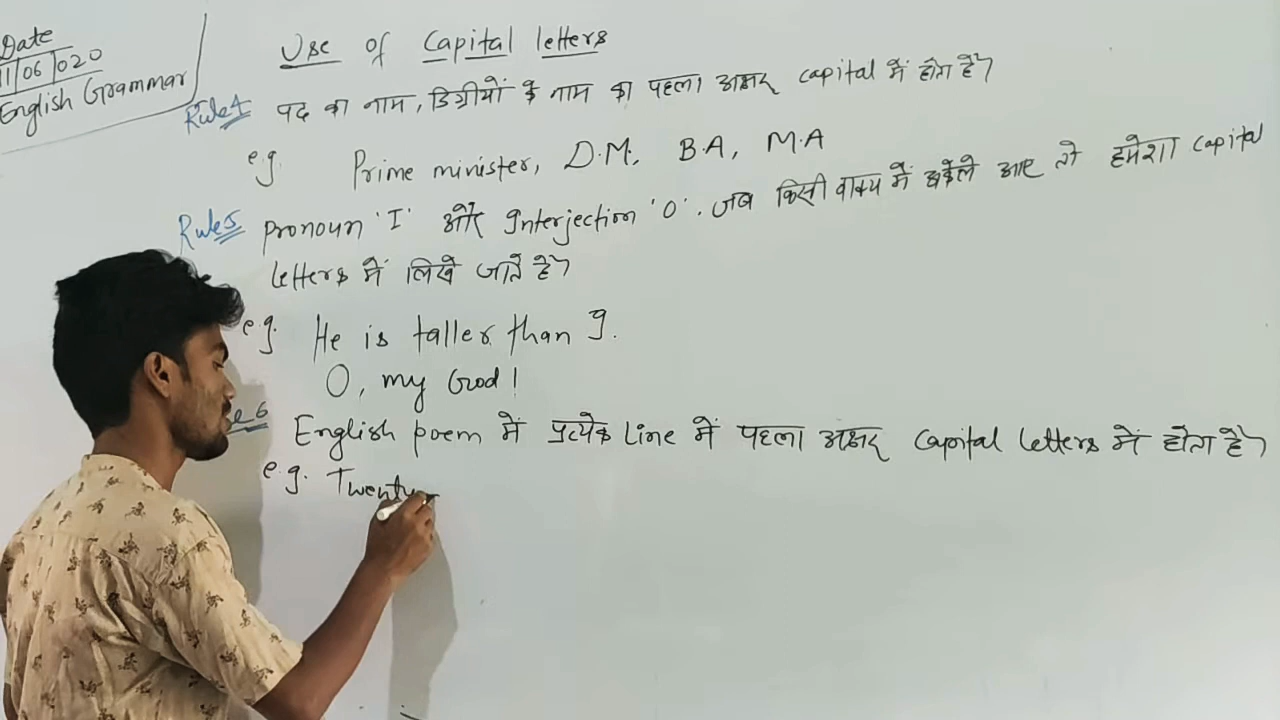 Date
11/06/020
English Grammar
Use of Capital letters
Rule4 पद का नाम, डिग्रीयों के नाम का पहला अक्षर capital में होता है
e.g. Prime minister, D.M, B.A, M.A
Rule5 pronoun 'I' और Interjection 'O'. जब किसी वाक्य में अकेले आए तो हमेशा capital
letters में लिखे जाते है
e.g. He is taller than I.
O, my God!
6 English poem में प्रत्येक Line में पहला अक्षर Capital letters में होता है
e.g. Twenty